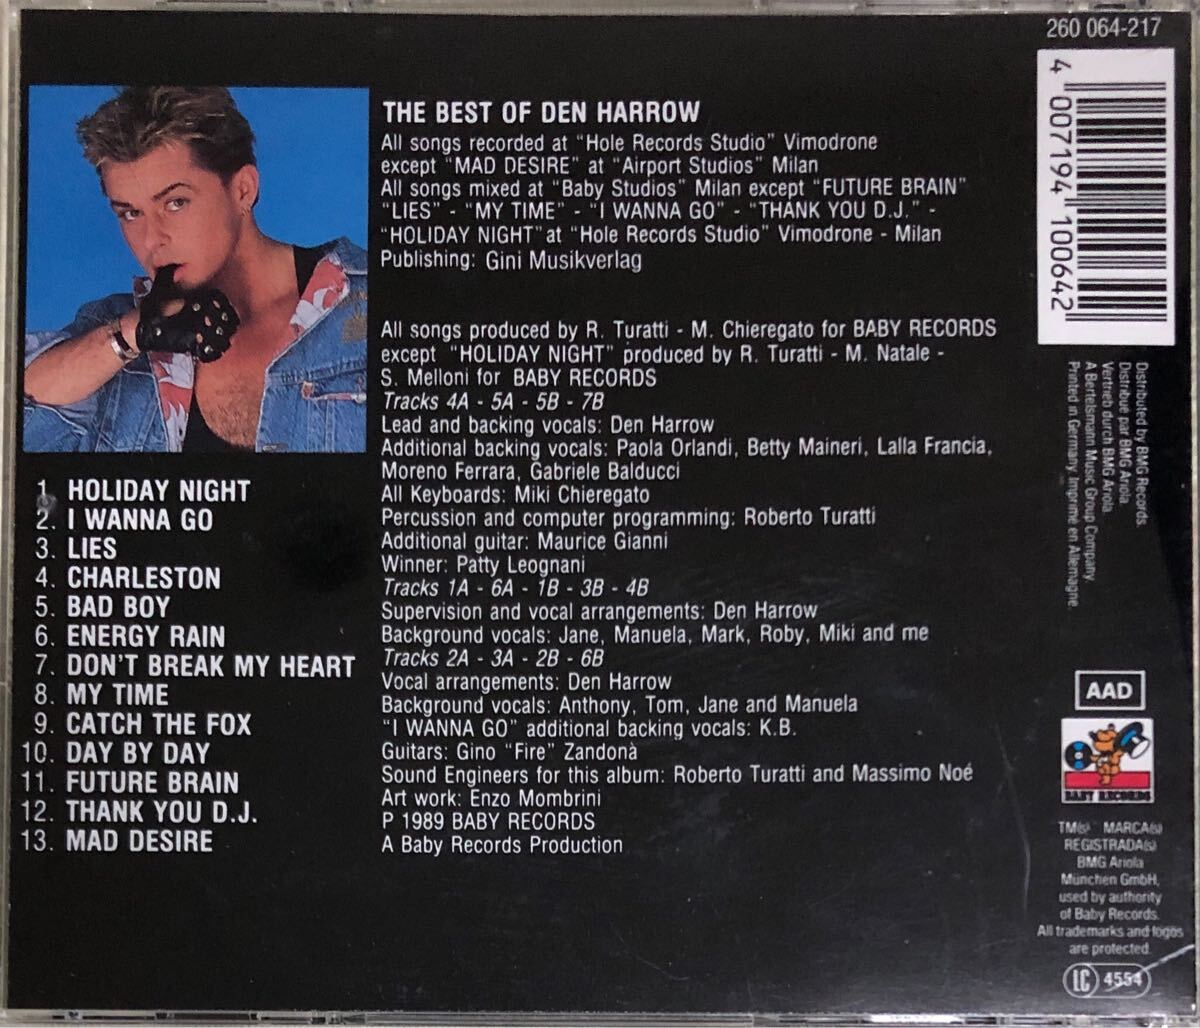 260 064-217
4 007194 100642
THE BEST OF DEN HARROW
All songs recorded at "Hole Records Studio" Vimodrone
except "MAD DESIRE" at "Airport Studios" Milan
All songs mixed at "Baby Studios" Milan except "FUTURE BRAIN"
"LIES" - "MY TIME" - "I WANNA GO" - "THANK YOU D.J." -
"HOLIDAY NIGHT" at "Hole Records Studio" Vimodrone - Milan
Publishing: Gini Musikverlag
All songs produced by R. Turatti - M. Chieregato for BABY RECORDS
except "HOLIDAY NIGHT" produced by R. Turatti - M. Natale -
S. Melloni for BABY RECORDS
Tracks 4A - 5A - 5B - 7B
Lead and backing vocals: Den Harrow
Additional backing vocals: Paola Orlandi, Betty Maineri, Lalla Francia,
Moreno Ferrara, Gabriele Balducci
All Keyboards: Miki Chieregato
Percussion and computer programming: Roberto Turatti
Additional guitar: Maurice Gianni
Winner: Patty Leognani
Tracks 1A - 6A - 1B - 3B - 4B
Supervision and vocal arrangements: Den Harrow
Background vocals: Jane, Manuela, Mark, Roby, Miki and me
Tracks 2A - 3A - 2B - 6B
Vocal arrangements: Den Harrow
Background vocals: Anthony, Tom, Jane and Manuela
"I WANNA GO" additional backing vocals: K.B.
Guitars: Gino "Fire" Zandonà
Sound Engineers for this album: Roberto Turatti and Massimo Noé
Art work: Enzo Mombrini
P 1989 BABY RECORDS
A Baby Records Production
1. HOLIDAY NIGHT
2. I WANNA GO
3. LIES
4. CHARLESTON
5. BAD BOY
6. ENERGY RAIN
7. DON'T BREAK MY HEART
8. MY TIME
9. CATCH THE FOX
10. DAY BY DAY
11. FUTURE BRAIN
12. THANK YOU D.J.
13. MAD DESIRE
Distributed by BMG Records.
Distribué par BMG Ariola.
Vertrieb durch BMG Ariola.
A Bertelsmann Music Group Company.
Printed in Germany. Imprimé en Allemagne.
AAD
BABY RECORDS
TM(s) MARCA(s)
REGISTRADA(s)
BMG Ariola
München GmbH,
used by authority
of Baby Records.
All trademarks and logos
are protected.
LC 4554